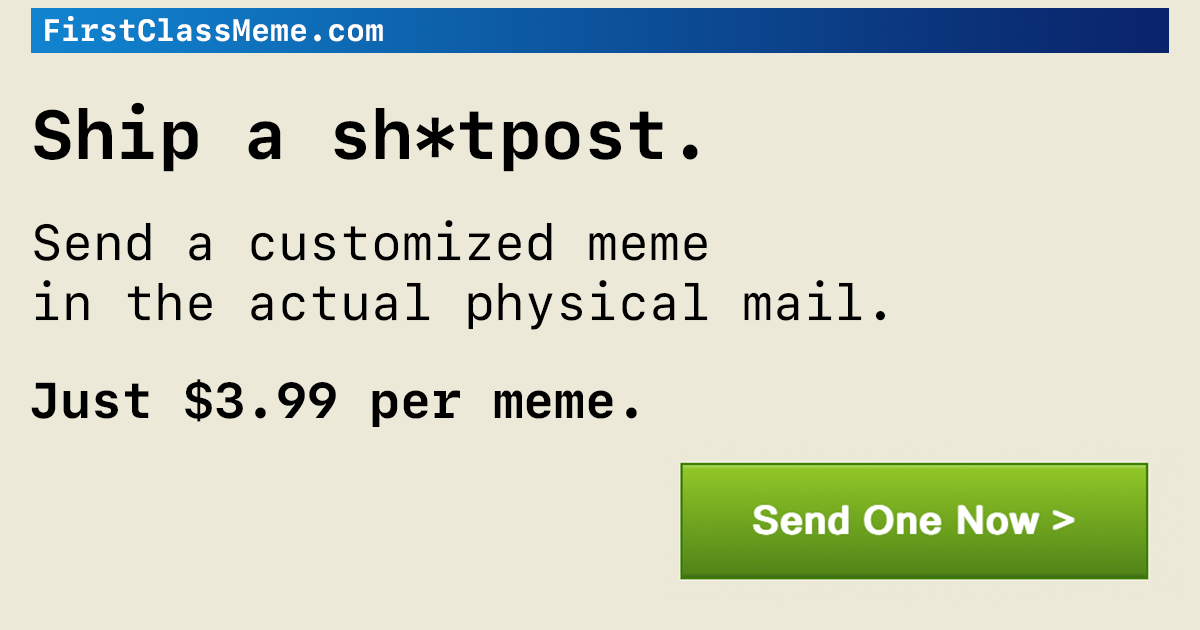 FirstClassMeme.com
Ship a sh*tpost.
Send a customized meme
in the actual physical mail.
Just $3.99 per meme.
Send One Now >